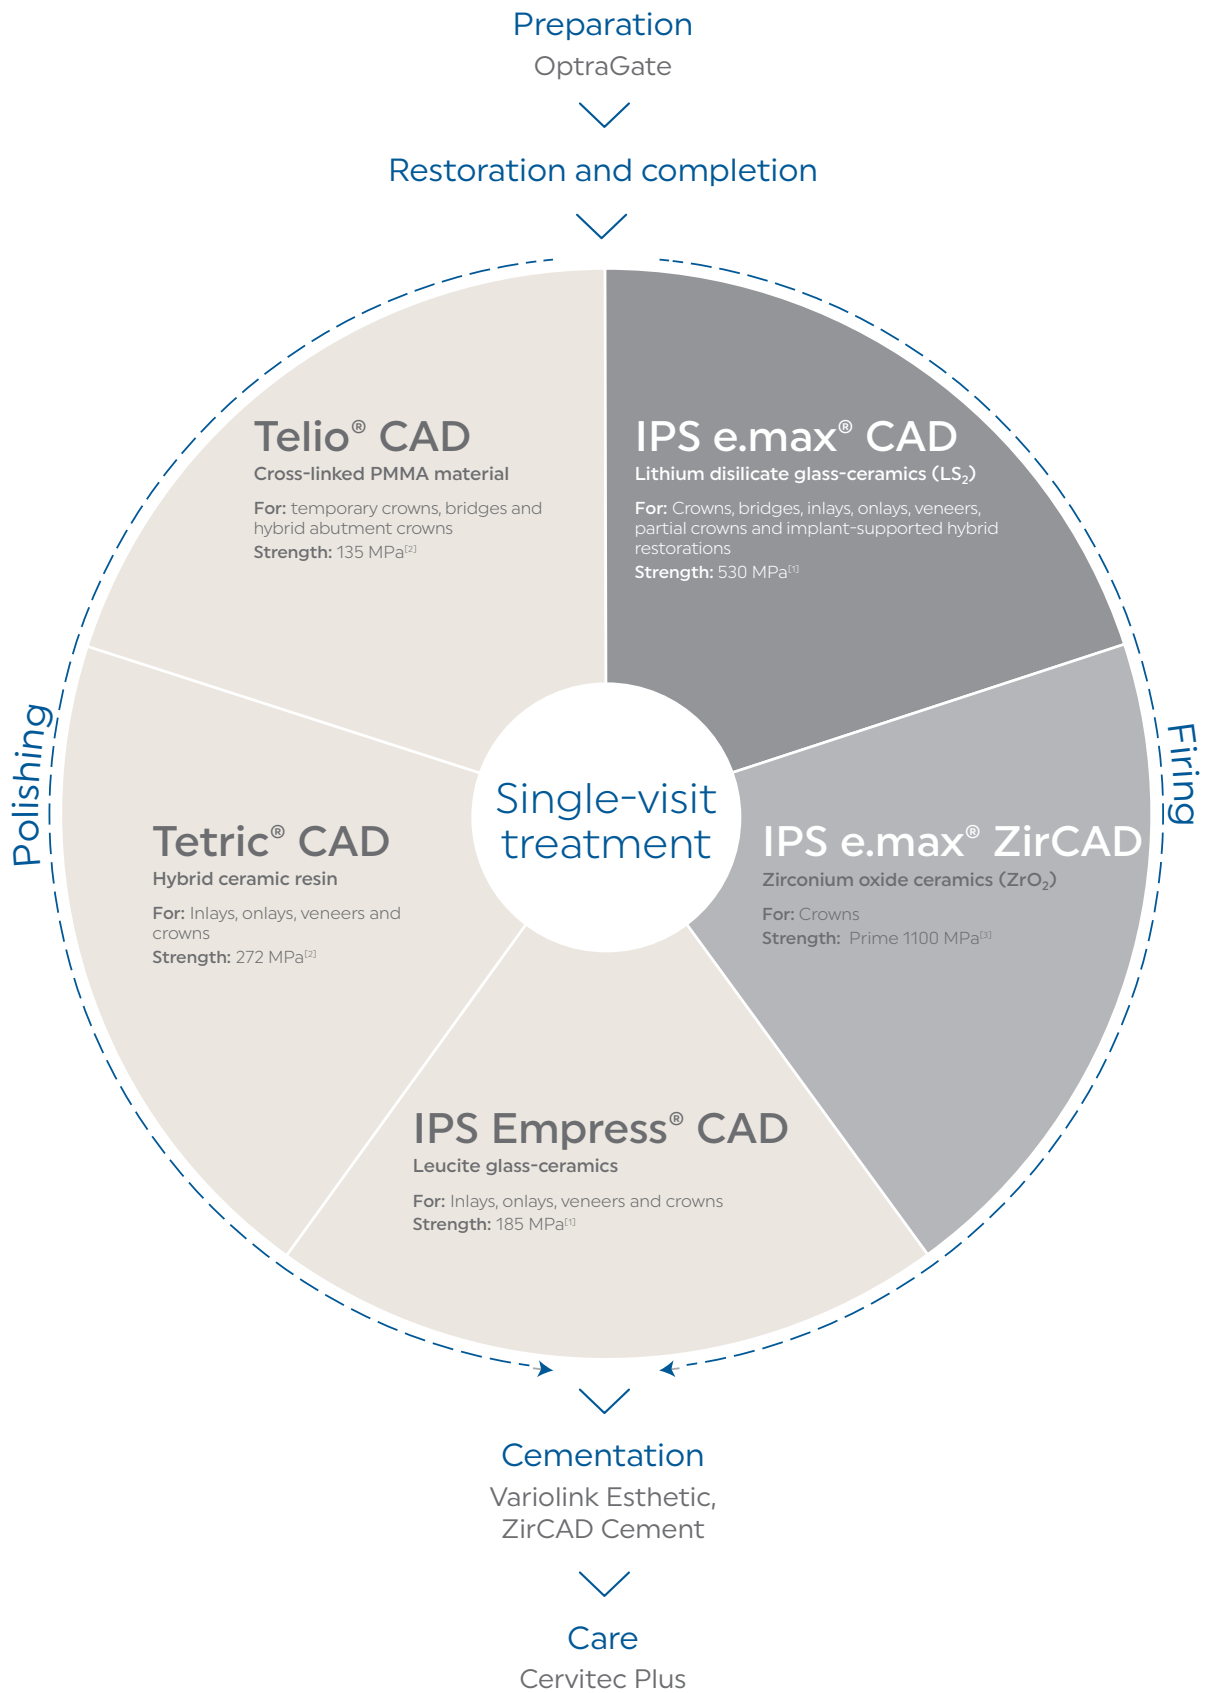 Preparation
OptraGate
Restoration and completion
Telio® CAD
Cross-linked PMMA material
For: temporary crowns, bridges and
hybrid abutment crowns
Strength: 135 MPa[2]
IPS e.max® CAD
Lithium disilicate glass-ceramics (LS₂)
For: Crowns, bridges, inlays, onlays, veneers,
partial crowns and implant-supported hybrid
restorations
Strength: 530 MPa[1]
Polishing
Firing
Single-visit
treatment
Tetric® CAD
Hybrid ceramic resin
For: Inlays, onlays, veneers and
crowns
Strength: 272 MPa[2]
IPS e.max® ZirCAD
Zirconium oxide ceramics (ZrO₂)
For: Crowns
Strength: Prime 1100 MPa[3]
IPS Empress® CAD
Leucite glass-ceramics
For: Inlays, onlays, veneers and crowns
Strength: 185 MPa[1]
Cementation
Variolink Esthetic,
ZirCAD Cement
Care
Cervitec Plus